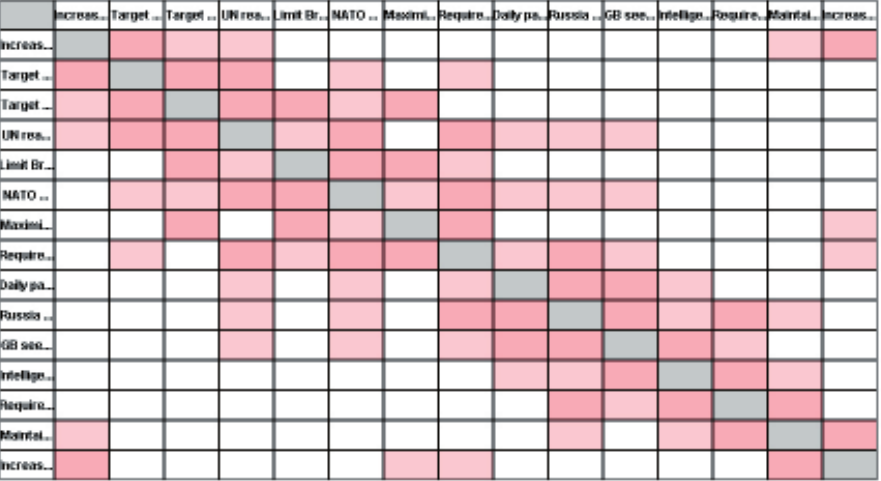 Increas... Target ... Target ... UN rea... Limit Br... NATO ... Maximi... Require... Daily pa... Russia ... GB see... Intellige... Require... Maintai... Increas...
Increas...
Target ...
Target ...
UN rea...
Limit Br...
NATO ...
Maximi...
Require...
Daily pa...
Russia ...
GB see...
Intellige...
Require...
Maintai...
Increas...